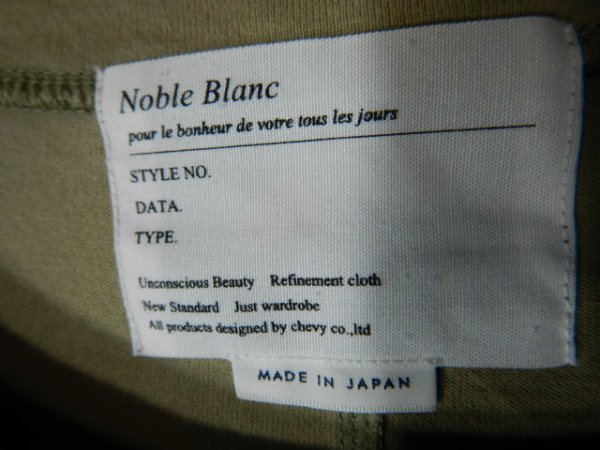 Noble Blanc
pour le bonheur de votre tous les jours
STYLE NO.
DATA.
TYPE.
Unconscious Beauty Refinement cloth
New Standard Just wardrobe
All products designed by chevy co.,ltd
MADE IN JAPAN